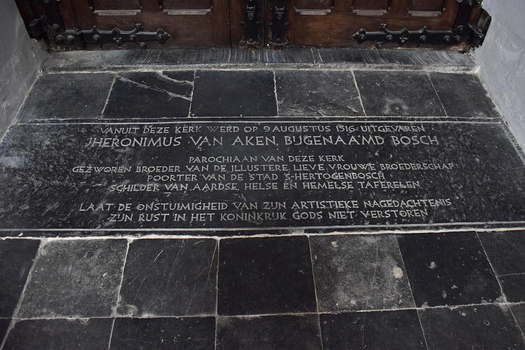 VANUIT DEZE KERK WERD OP 9 AUGUSTUS 1516 UITGEVAREN
JHERONIMUS VAN AKEN, BIJGENAAMD BOSCH
PAROCHIAAN VAN DEZE KERK
GEZWOREN BROEDER VAN DE ILLUSTERE LIEVE VROUWE BROEDERSCHAP
POORTER VAN DE STAD 'S-HERTOGENBOSCH
SCHILDER VAN AARDSE, HELSE EN HEMELSE TAFERELEN
LAAT DE ONSTUIMIGHEID VAN ZIJN ARTISTIEKE NAGEDACHTENIS
ZIJN RUST IN HET KONINKRIJK GODS NIET VERSTOREN